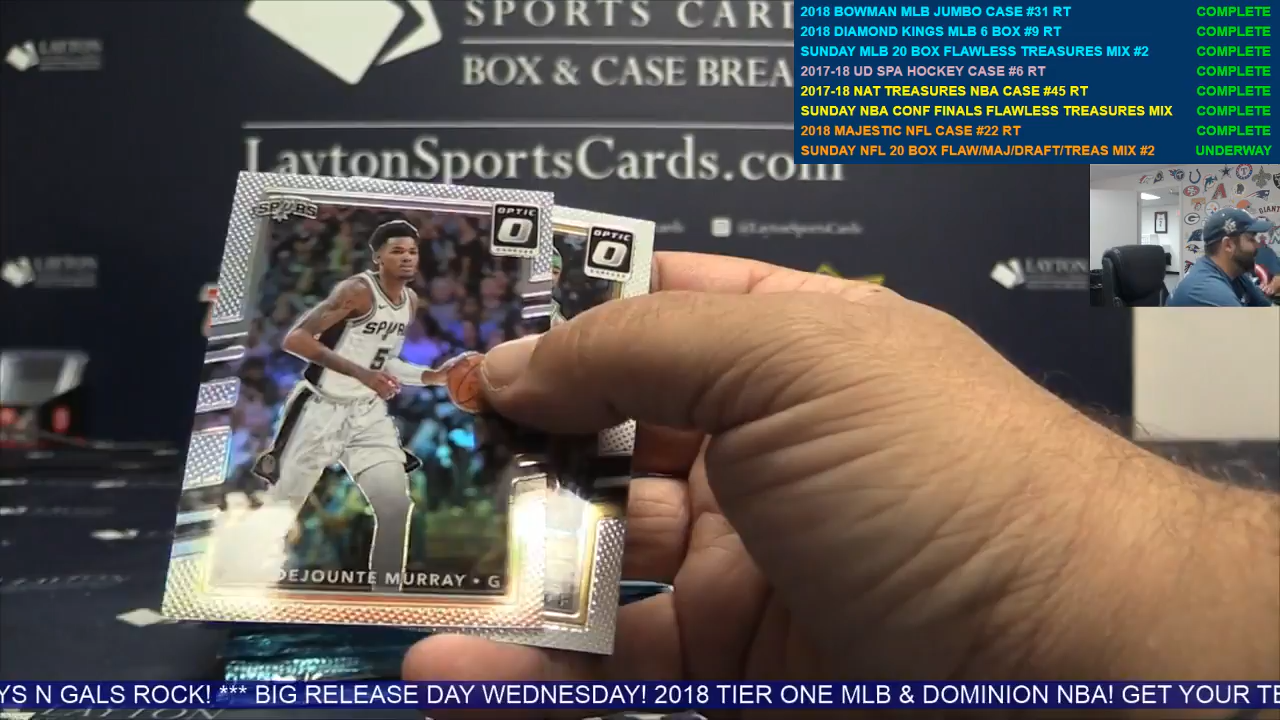 SPORTS CAR
BOX & CASE BREA
LaytonSportsCards.com
LAYTON
2018 BOWMAN MLB JUMBO CASE #31 RT COMPLETE
2018 DIAMOND KINGS MLB 6 BOX #9 RT COMPLETE
SUNDAY MLB 20 BOX FLAWLESS TREASURES MIX #2 COMPLETE
2017-18 UD SPA HOCKEY CASE #6 RT COMPLETE
2017-18 NAT TREASURES NBA CASE #45 RT COMPLETE
SUNDAY NBA CONF FINALS FLAWLESS TREASURES MIX COMPLETE
2018 MAJESTIC NFL CASE #22 RT COMPLETE
SUNDAY NFL 20 BOX FLAW/MAJ/DRAFT/TREAS MIX #2 UNDERWAY
SPURS
OPTIC
OPTIC
SPURS
5
DEJOUNTE MURRAY • G
LAYTON
YS N GALS ROCK! *** BIG RELEASE DAY WEDNESDAY! 2018 TIER ONE MLB & DOMINION NBA! GET YOUR TE